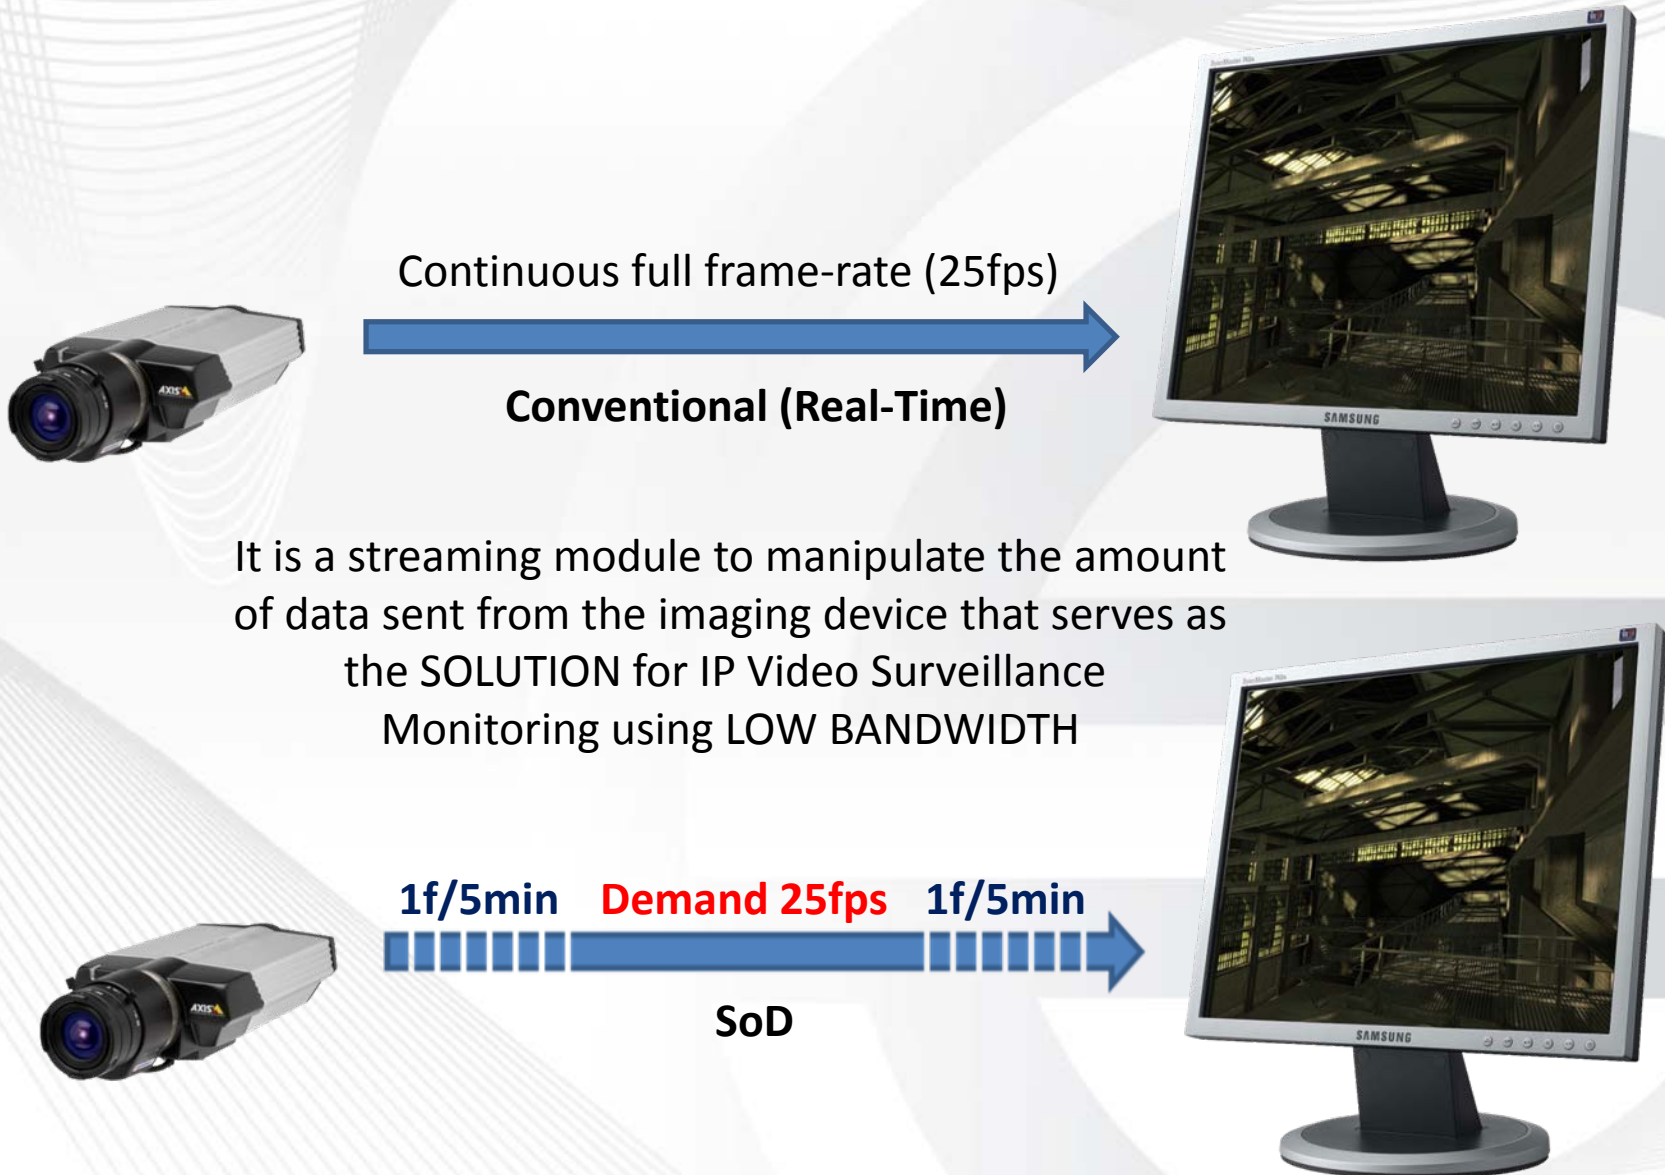 Continuous full frame-rate (25fps)
AXIS
Conventional (Real-Time)
SAMSUNG
It is a streaming module to manipulate the amount
of data sent from the imaging device that serves as
the SOLUTION for IP Video Surveillance
Monitoring using LOW BANDWIDTH
1f/5min Demand 25fps 1f/5min
AXIS
SoD
SAMSUNG